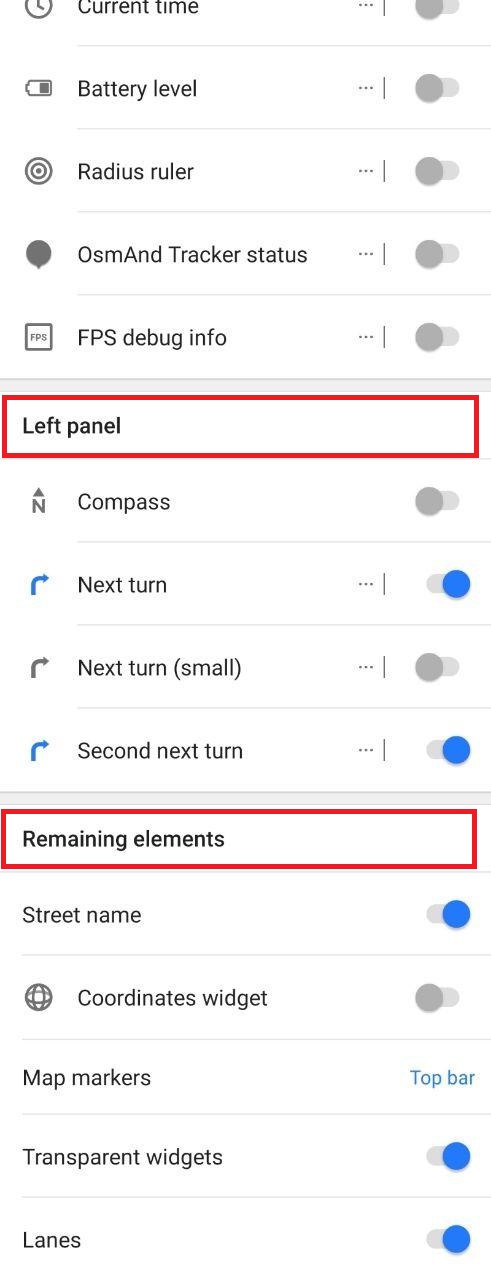 Current time
Battery level
Radius ruler
OsmAnd Tracker status
FPS
FPS debug info
Left panel
N
Compass
Next turn
Next turn (small)
Second next turn
Remaining elements
Street name
Coordinates widget
Map markers
Top bar
Transparent widgets
Lanes